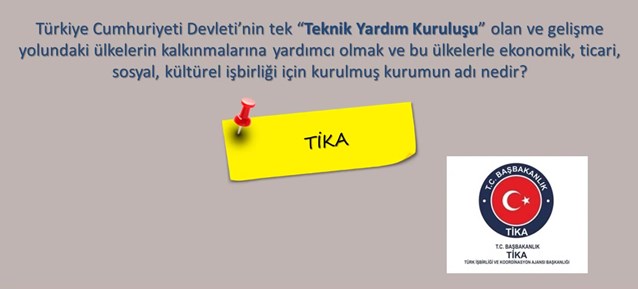 Türkiye Cumhuriyeti Devleti’nin tek “Teknik Yardım Kuruluşu” olan ve gelişme
yolundaki ülkelerin kalkınmalarına yardımcı olmak ve bu ülkelerle ekonomik, ticari,
sosyal, kültürel işbirliği için kurulmuş kurumun adı nedir?
TİKA
T.C. BAŞBAKANLIK
TİKA
T.C. BAŞBAKANLIK
TİKA
TÜRK İŞBİRLİĞİ VE KOORDİNASYON AJANSI BAŞKANLIĞI